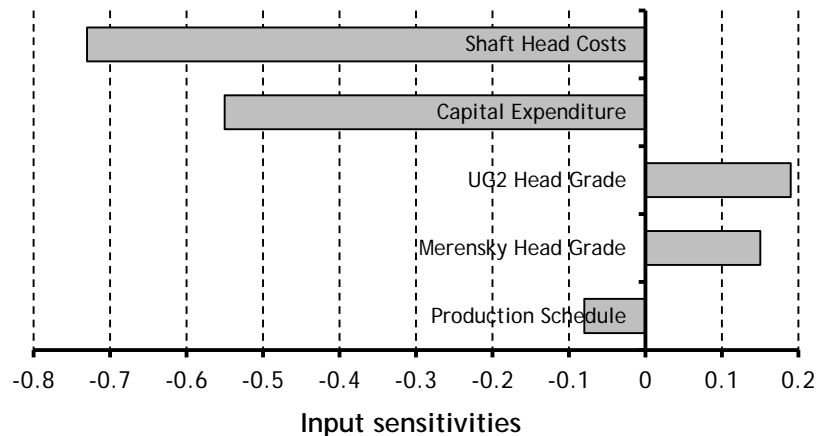 Shaft Head Costs
Capital Expenditure
UG2 Head Grade
Merensky Head Grade
Production Schedule
-0.8 -0.7 -0.6 -0.5 -0.4 -0.3 -0.2 -0.1 0 0.1 0.2
Input sensitivities